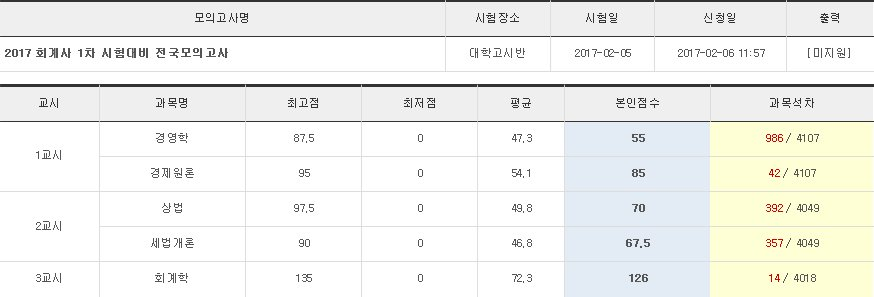 모의고사명 시험장소 시험일 신청일 출력
2017 회계사 1차 시험대비 전국모의고사 대학고시반 2017-02-05 2017-02-06 11:57 [미지원]
교시 과목명 최고점 최저점 평균 본인점수 과목석차
1교시 경영학 87.5 0 47.3 55 986 / 4107
경제원론 95 0 54.1 85 42 / 4107
2교시 상법 97.5 0 49.8 70 392 / 4049
세법개론 90 0 46.8 67.5 357 / 4049
3교시 회계학 135 0 72.3 126 14 / 4018